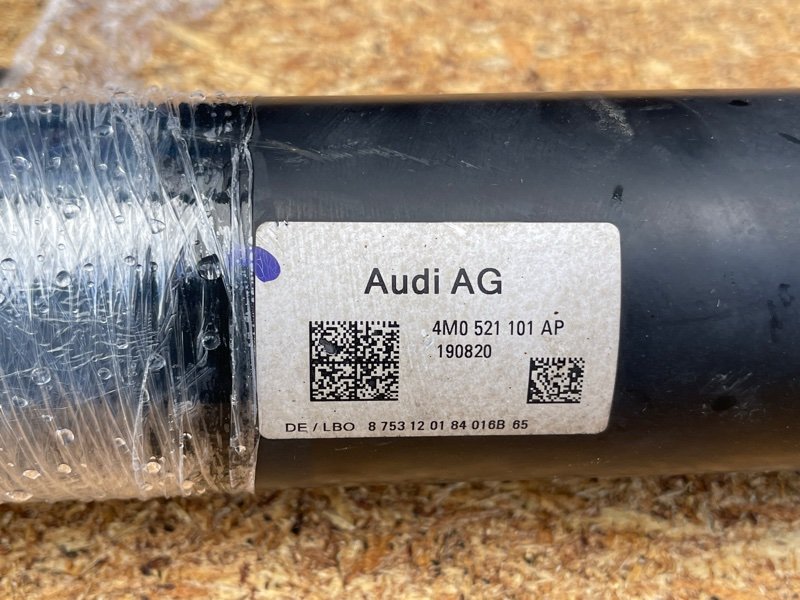 Audi AG
4M0 521 101 AP
190820
DE / LBO 8 753 12 01 84 016B 65